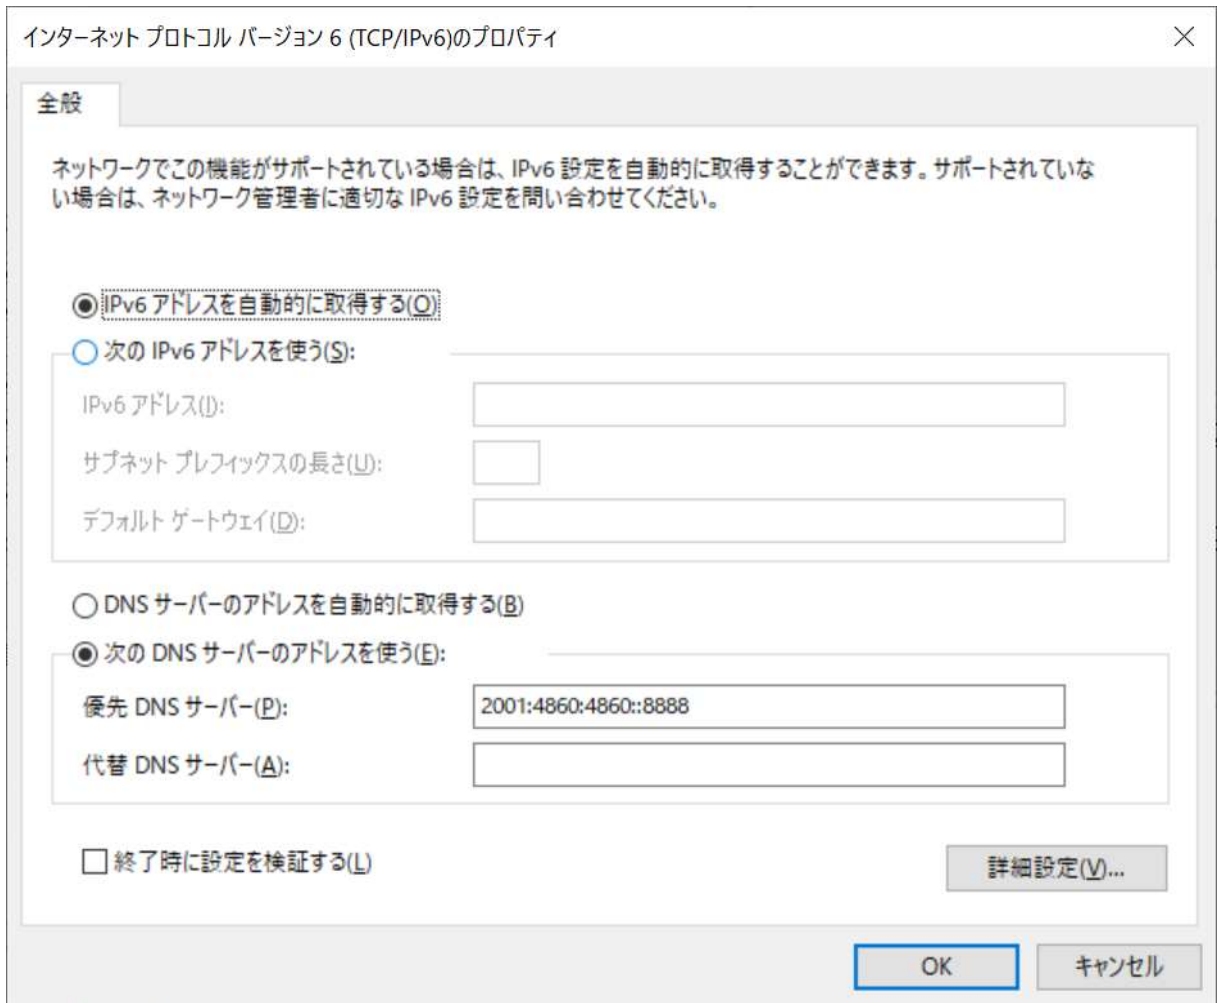 インターネット プロトコル バージョン 6 (TCP/IPv6)のプロパティ
全般
ネットワークでこの機能がサポートされている場合は、IPv6 設定を自動的に取得することができます。サポートされていな
い場合は、ネットワーク管理者に適切な IPv6 設定を問い合わせてください。
IPv6 アドレスを自動的に取得する(O)
次の IPv6 アドレスを使う(S):
IPv6 アドレス(I):
サブネット プレフィックスの長さ(U):
デフォルト ゲートウェイ(D):
DNS サーバーのアドレスを自動的に取得する(B)
次の DNS サーバーのアドレスを使う(E):
優先 DNS サーバー(P): 2001:4860:4860::8888
代替 DNS サーバー(A):
終了時に設定を検証する(L)
詳細設定(V)...
OK キャンセル